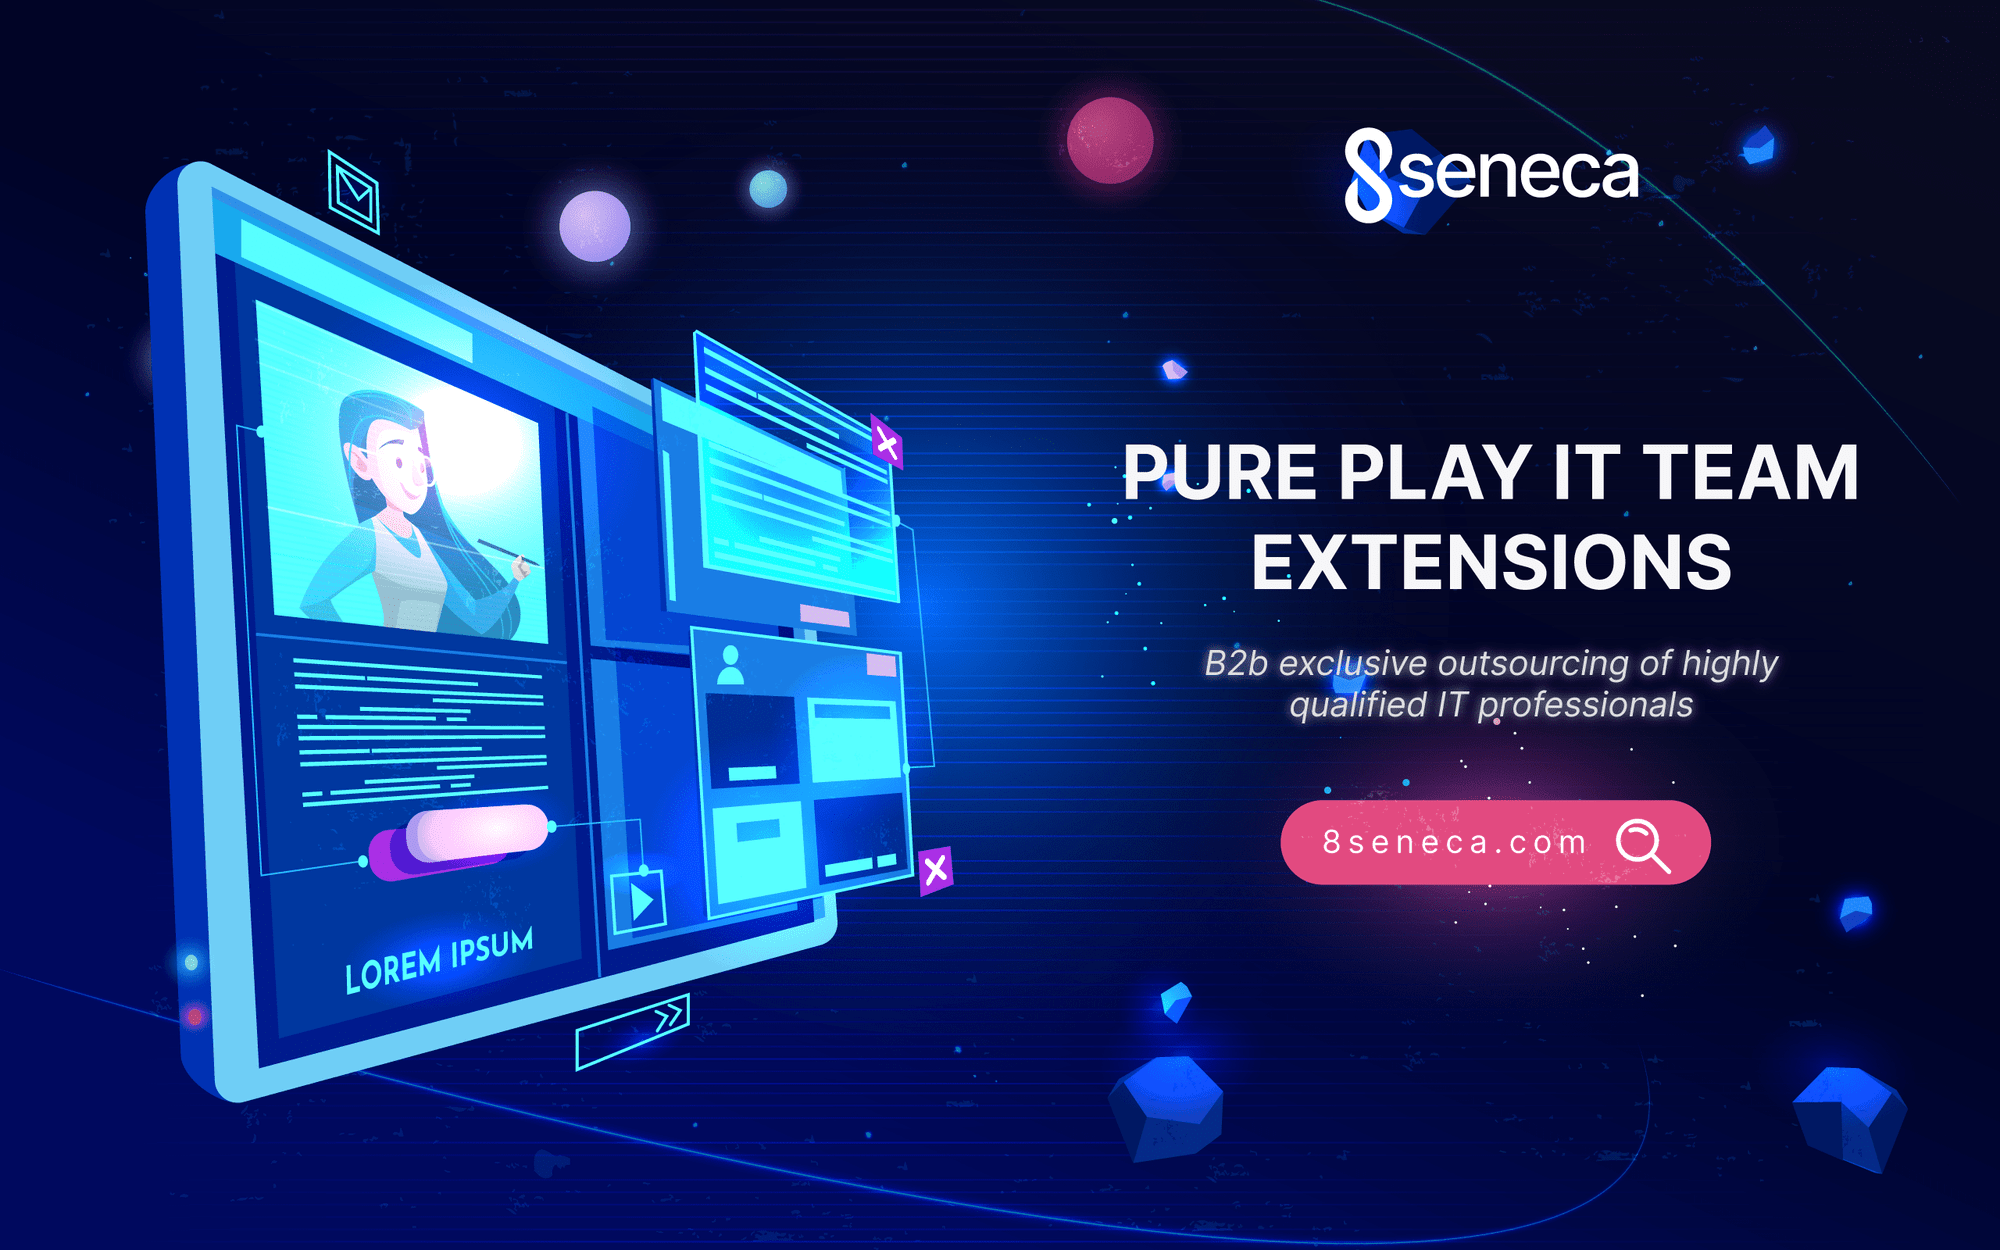 8seneca
PURE PLAY IT TEAM
EXTENSIONS
B2b exclusive outsourcing of highly
qualified IT professionals
8seneca.com
LOREM IPSUM